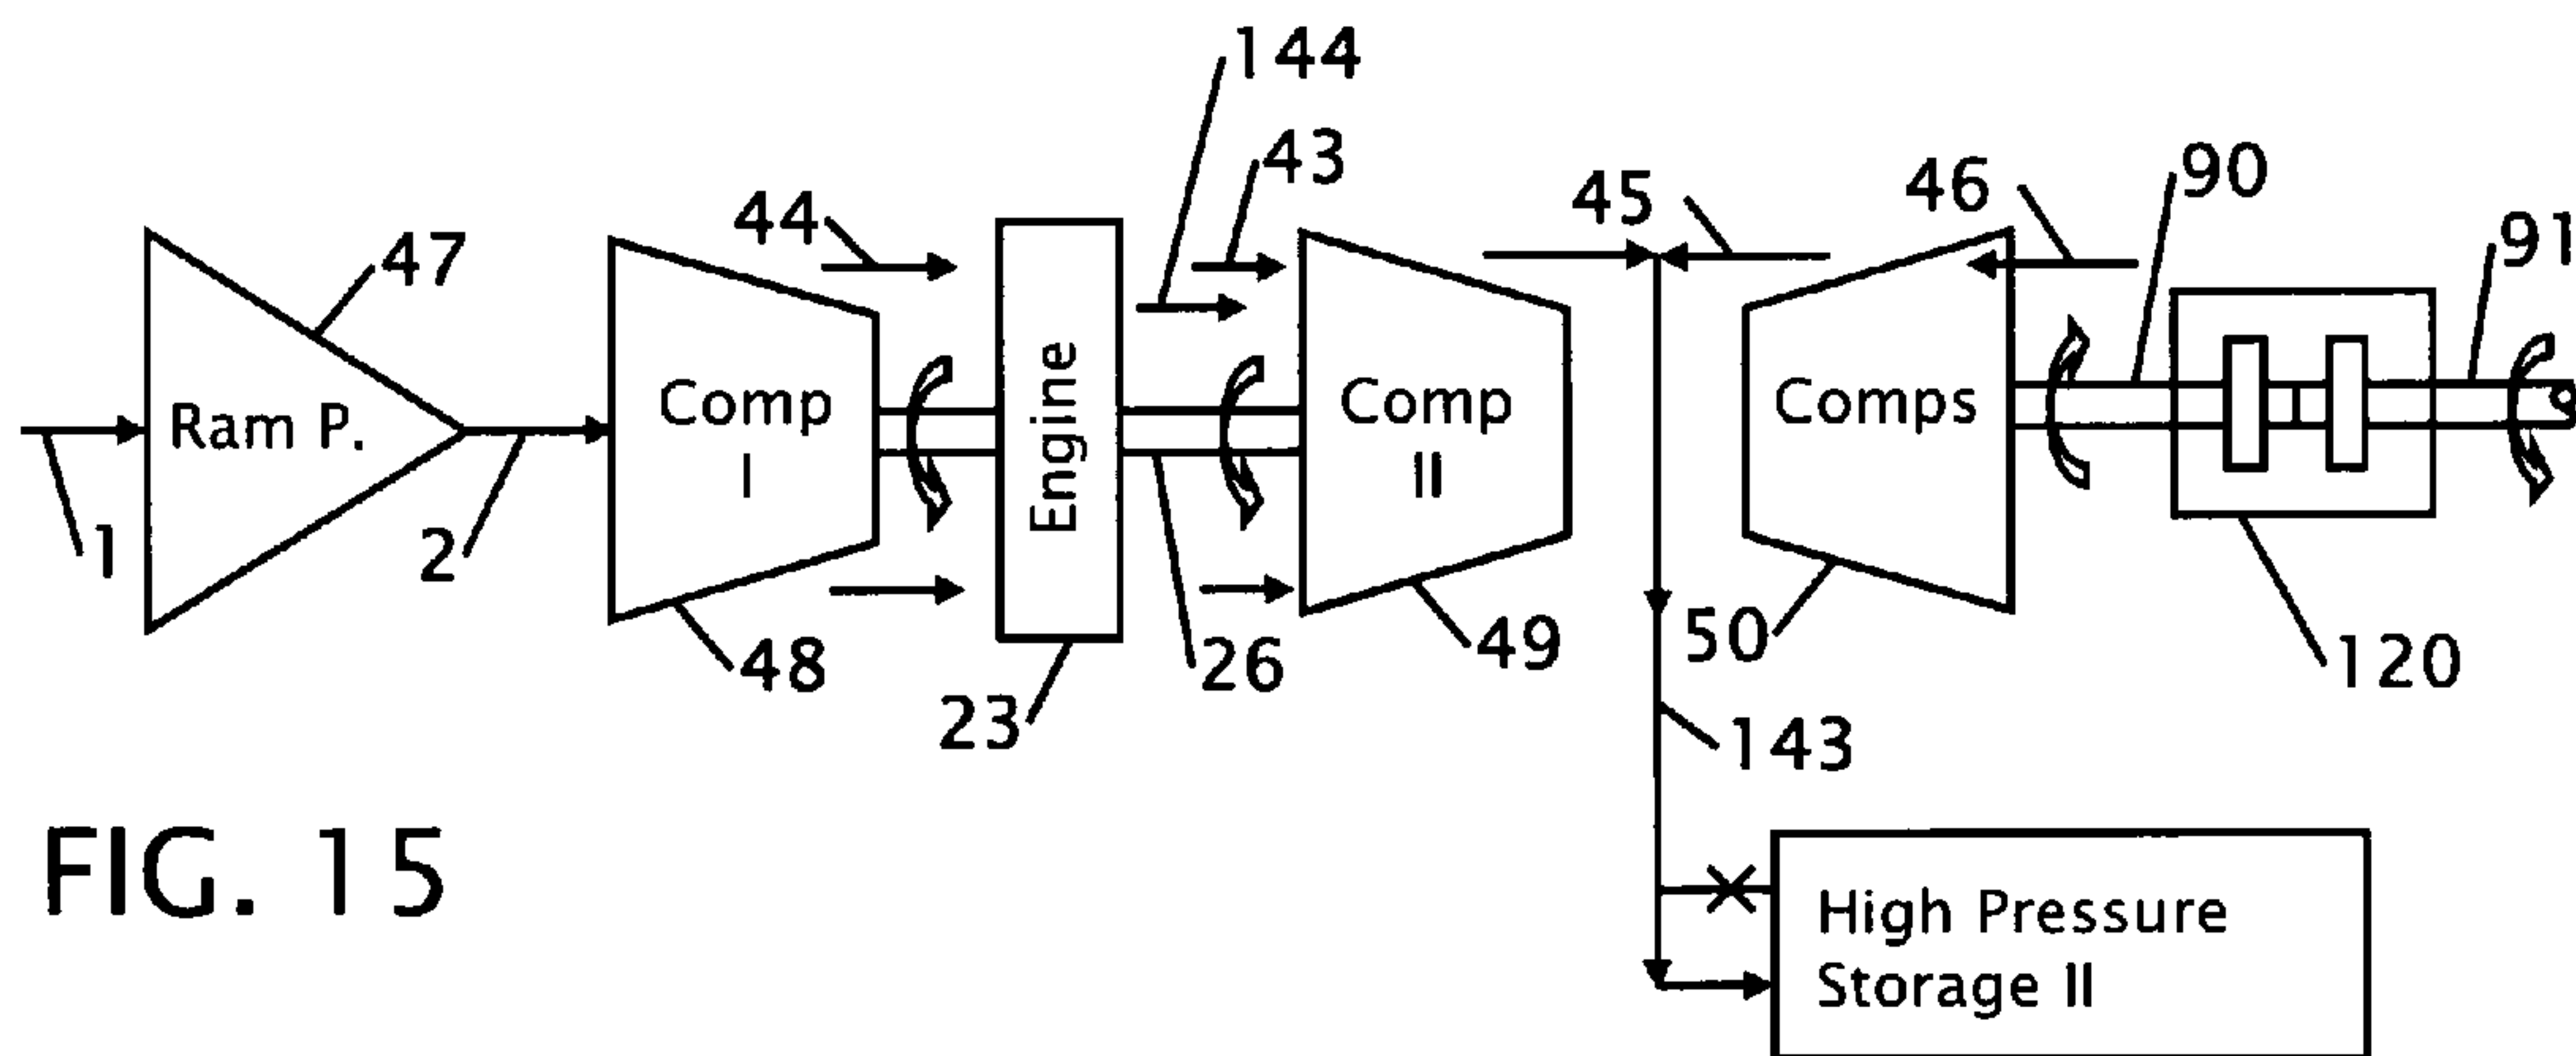 144
43
44
45
46
90
91
47
Ram P.
Comp
I
Engine
Comp
II
Comps
1
2
48
23
26
49
50
120
143
FIG. 15
High Pressure
Storage II